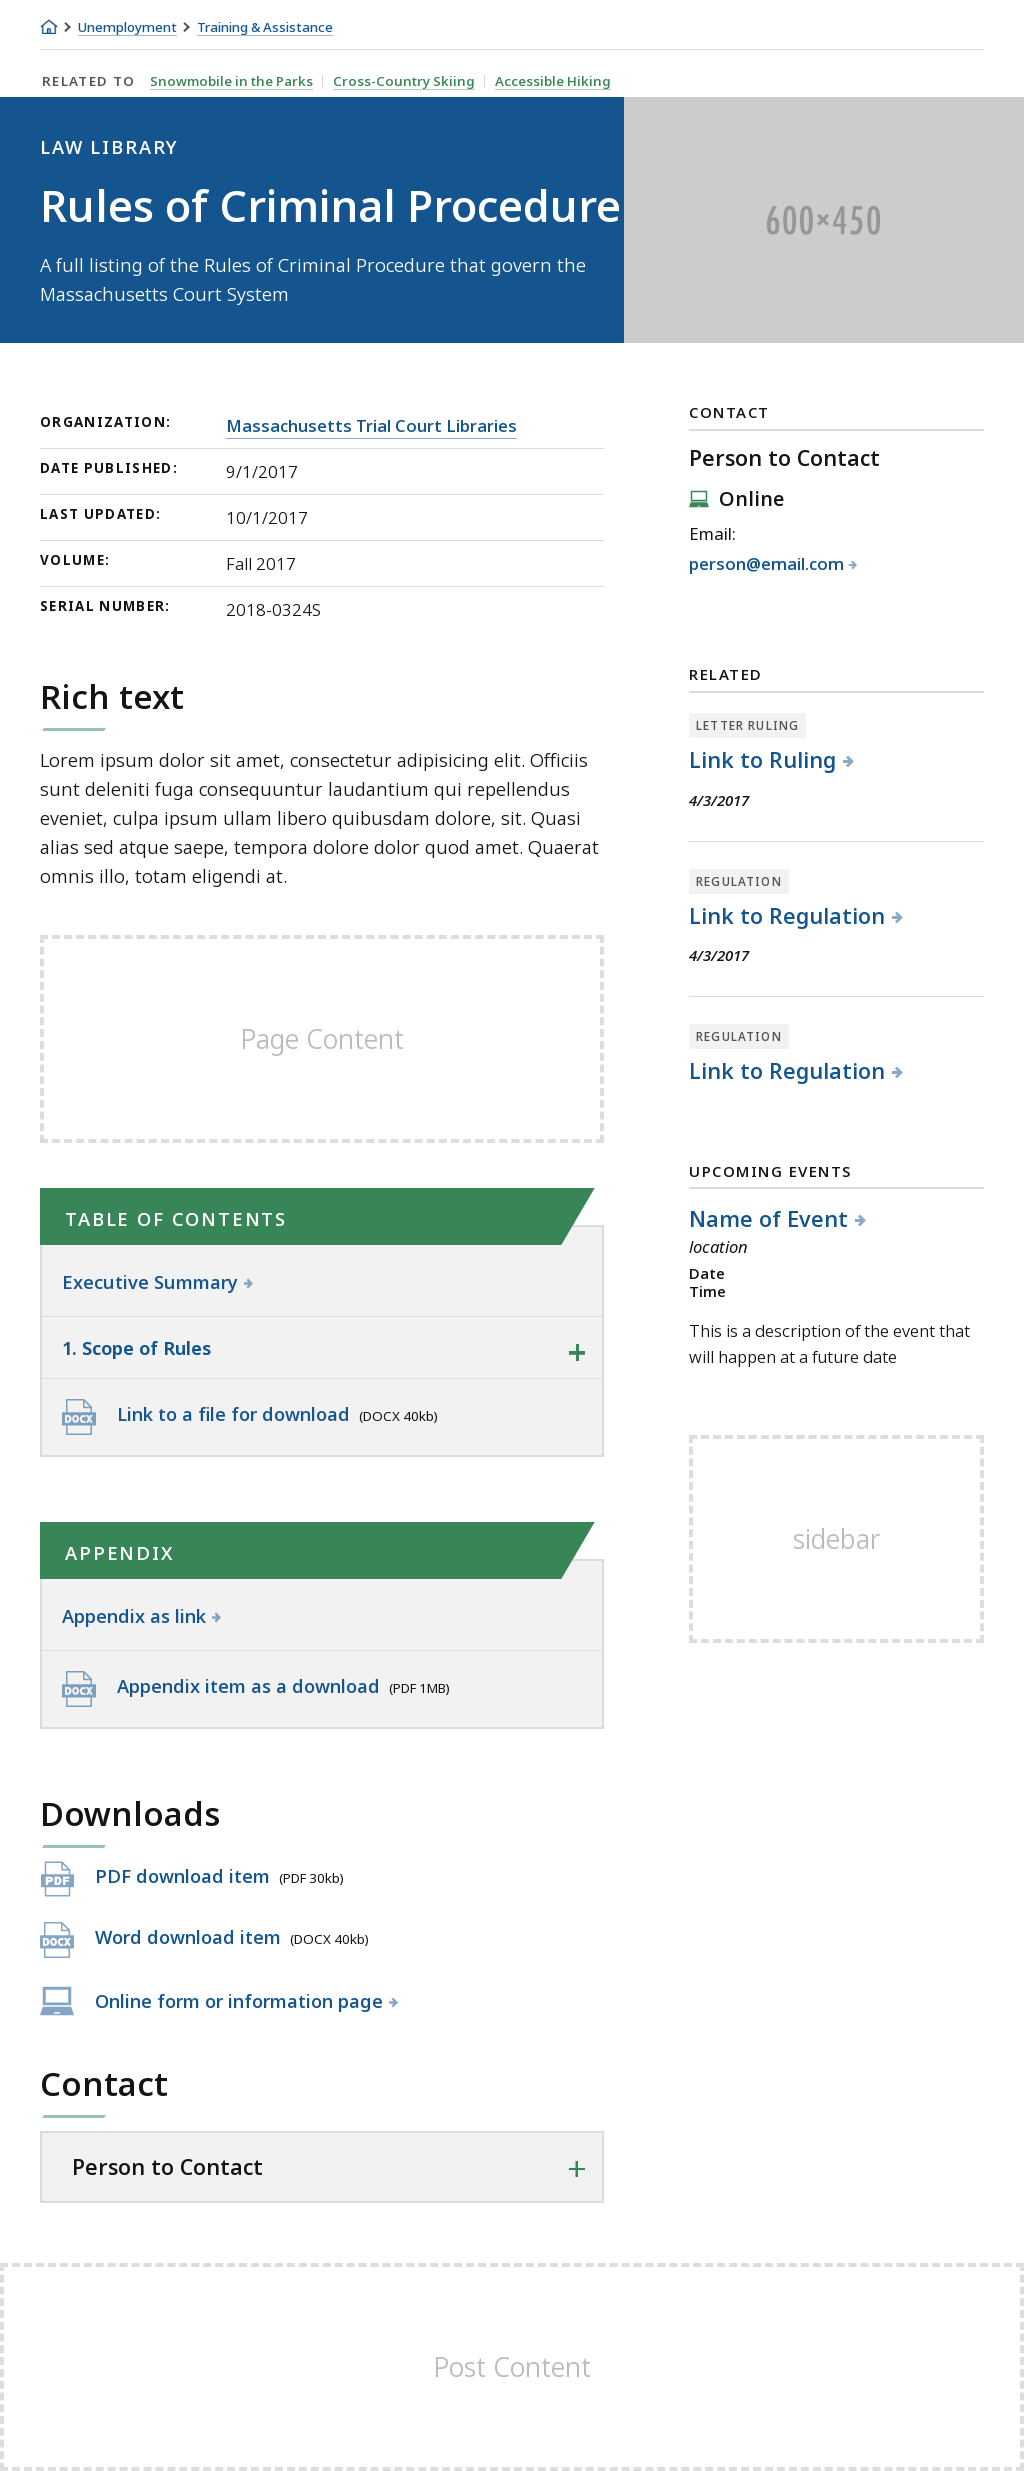 Unemployment Training & Assistance
RELATED TO Snowmobile in the Parks Cross-Country Skiing Accessible Hiking
LAW LIBRARY
Rules of Criminal Procedure
A full listing of the Rules of Criminal Procedure that govern the
Massachusetts Court System
600×450
ORGANIZATION: Massachusetts Trial Court Libraries
DATE PUBLISHED: 9/1/2017
LAST UPDATED: 10/1/2017
VOLUME: Fall 2017
SERIAL NUMBER: 2018-0324S
Rich text
Lorem ipsum dolor sit amet, consectetur adipisicing elit. Officiis
sunt deleniti fuga consequuntur laudantium qui repellendus
eveniet, culpa ipsum ullam libero quibusdam dolore, sit. Quasi
alias sed atque saepe, tempora dolore dolor quod amet. Quaerat
omnis illo, totam eligendi at.
Page Content
TABLE OF CONTENTS
Executive Summary
1. Scope of Rules
DOCX Link to a file for download (DOCX 40kb)
APPENDIX
Appendix as link
DOCX Appendix item as a download (PDF 1MB)
Downloads
PDF PDF download item (PDF 30kb)
DOCX Word download item (DOCX 40kb)
Online form or information page
Contact
Person to Contact
CONTACT
Person to Contact
Online
Email:
person@email.com
RELATED
LETTER RULING
Link to Ruling
4/3/2017
REGULATION
Link to Regulation
4/3/2017
REGULATION
Link to Regulation
UPCOMING EVENTS
Name of Event
location
Date
Time
This is a description of the event that
will happen at a future date
sidebar
Post Content